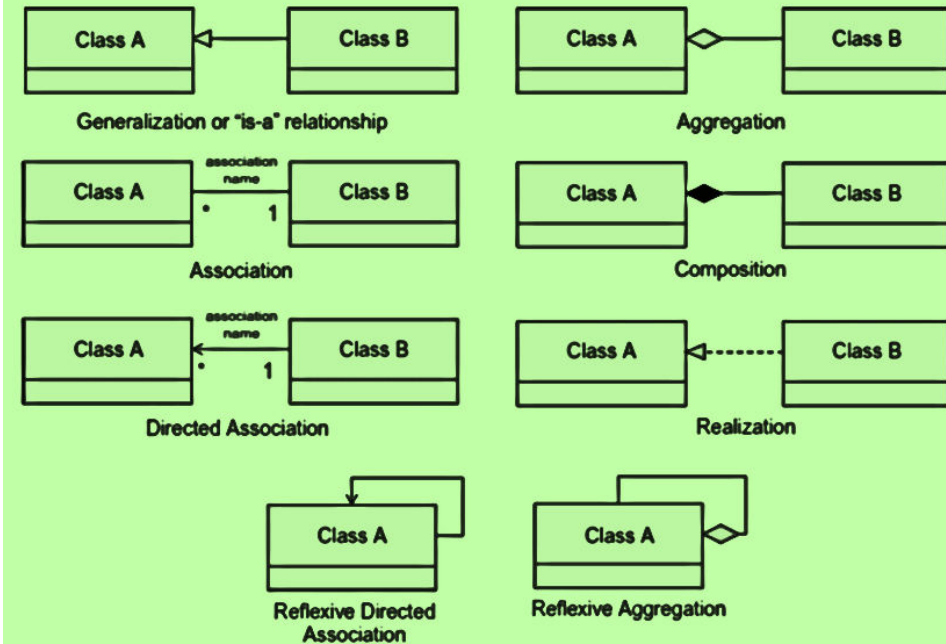 Class A Class B Class A Class B
Generalization or "is-a" relationship Aggregation
association
name
Class A Class B Class A Class B
* 1
Association Composition
association
name
Class A Class B Class A Class B
* 1
Directed Association Realization
Class A Class A
Reflexive Directed
Association
Reflexive Aggregation